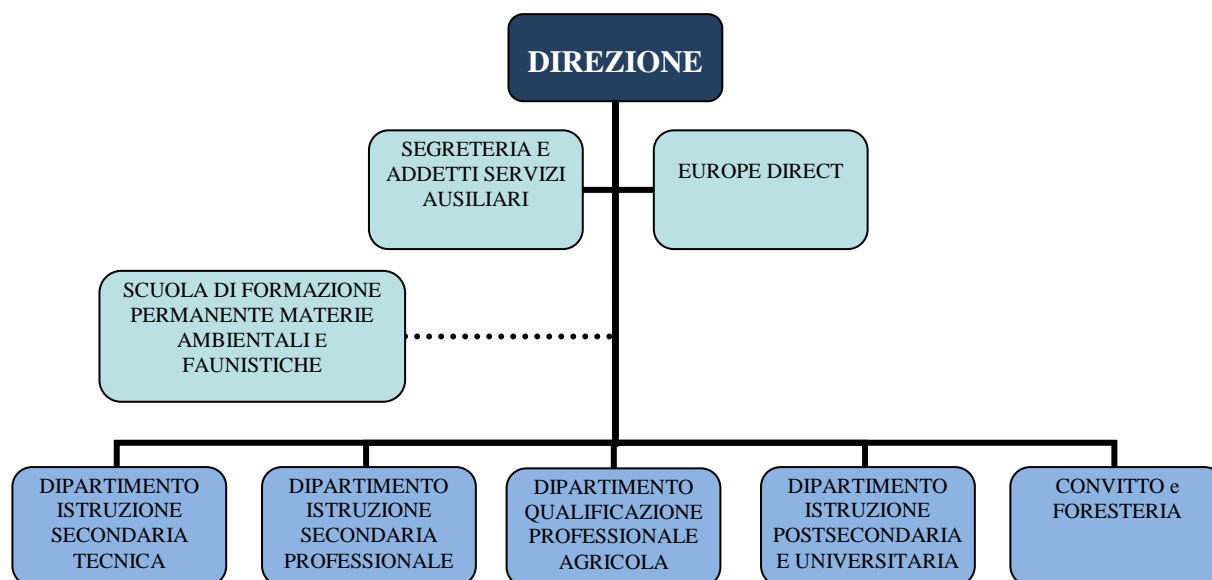 DIREZIONE
SEGRETERIA E
ADDETTI SERVIZI
AUSILIARI
EUROPE DIRECT
SCUOLA DI FORMAZIONE
PERMANENTE MATERIE
AMBIENTALI E
FAUNISTICHE
DIPARTIMENTO
ISTRUZIONE
SECONDARIA
TECNICA
DIPARTIMENTO
ISTRUZIONE
SECONDARIA
PROFESSIONALE
DIPARTIMENTO
QUALIFICAZIONE
PROFESSIONALE
AGRICOLA
DIPARTIMENTO
ISTRUZIONE
POSTSECONDARIA
E UNIVERSITARIA
CONVITTO e
FORESTERIA